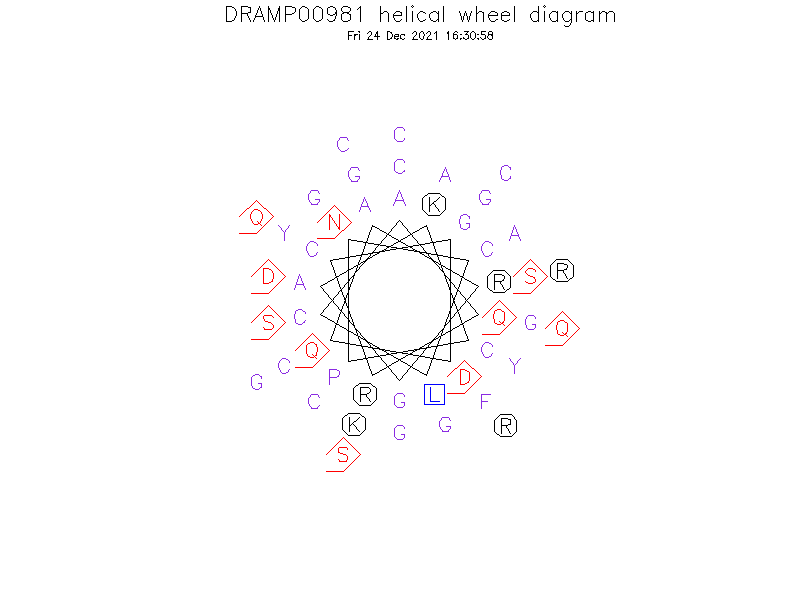 DRAMP00981 helical wheel diagram
Fri 24 Dec 2021 16:30:58
C C
G C A C
Q G N A A K G G
Y C C A
D A R S R
S C Q G Q
Q C
G C P D Y
C R G L F
K G G R
S